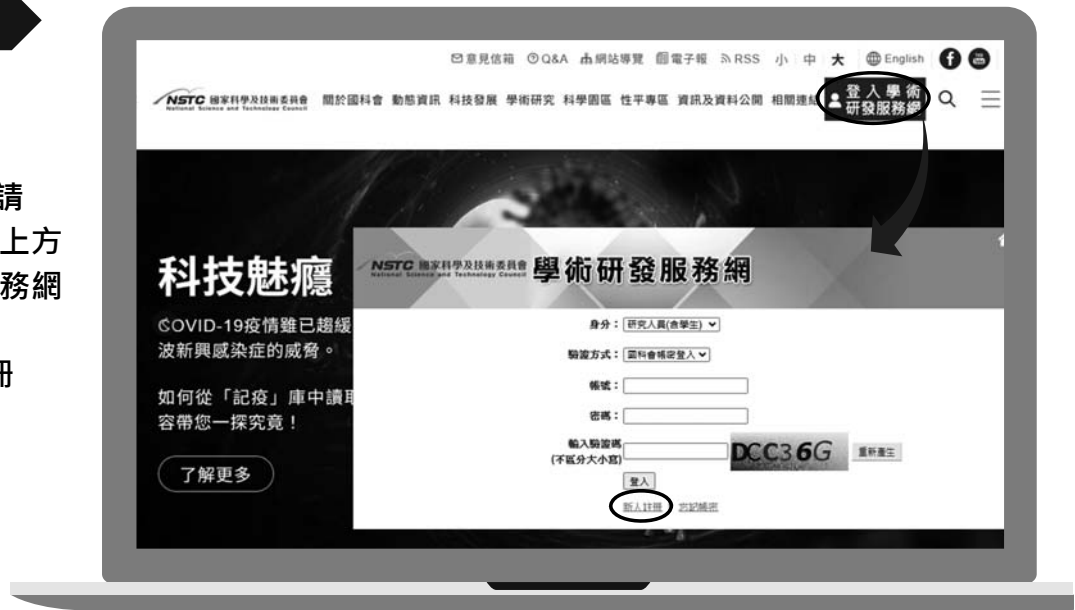 意見信箱 Q&A 網站導覽 電子報 RSS 小 中 大 English
NSTC 國家科學及技術委員會 關於國科會 動態資訊 科技發展 學術研究 科學園區 性平專區 資訊及資料公開 相關連結
National Science and Technology Council
登入學術
研發服務網
請
上方
務網
冊
科技魅癮
COVID-19疫情雖已趨緩
波新興感染症的威脅。
如何從「記疫」庫中讀取
容帶您一探究竟！
了解更多
NSTC 國家科學及技術委員會 學術研發服務網
National Science and Technology Council
身分： 研究人員(含學生)
驗證方式： 國科會帳密登入
帳號：
密碼：
輸入驗證碼
(不區分大小寫) DCC36G 重新產生
登入
新人註冊 忘記帳密